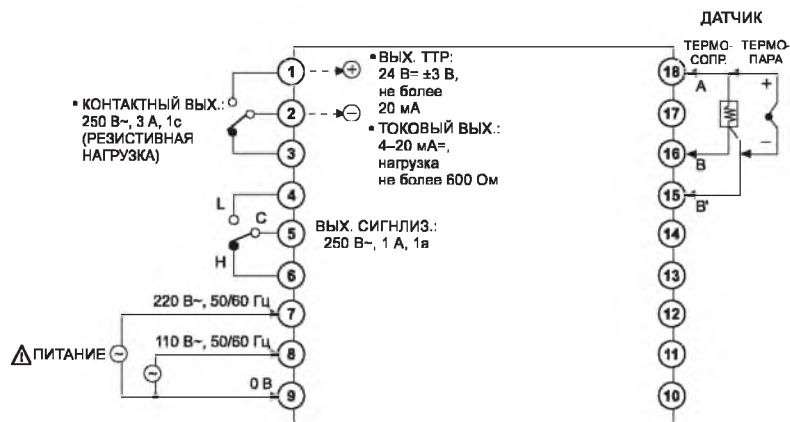 ДАТЧИК
ТЕРМО- ТЕРМО-
СОПР. ПАРА
• ВЫХ. ТТР:
24 В= ±3 В,
не более
20 мА
• ТОКОВЫЙ ВЫХ.:
4–20 мА=,
нагрузка
не более 600 Ом
• КОНТАКТНЫЙ ВЫХ.:
250 В~, 3 А, 1с
(РЕЗИСТИВНАЯ
НАГРУЗКА)
1
+
2
−
3
L
4
C
5
ВЫХ. СИГНЛИЗ.:
250 В~, 1 А, 1а
H
6
220 В~, 50/60 Гц
7
110 В~, 50/60 Гц
8
ПИТАНИЕ ~
~
0 В
9
18
A
+
17
16
B
−
15
B'
14
13
12
11
10